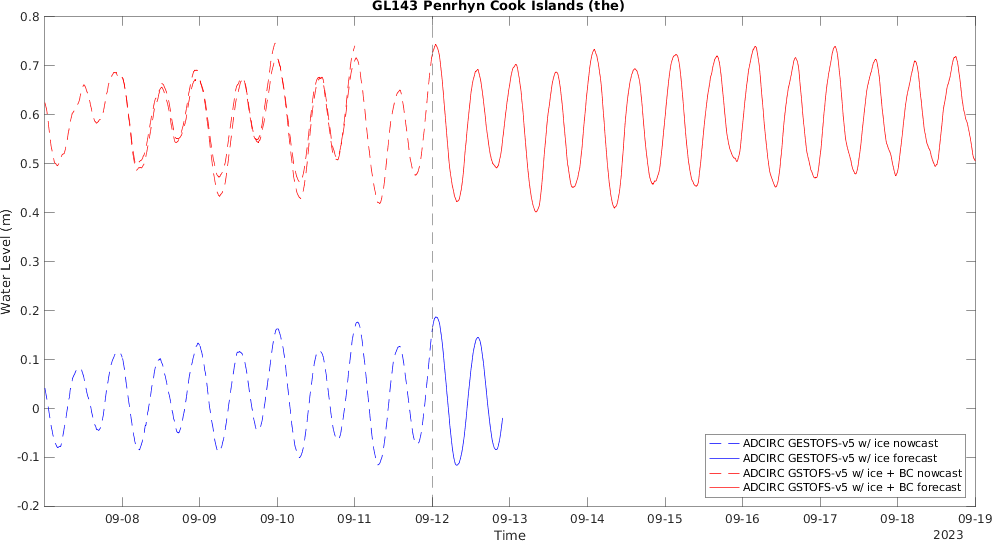 GL143 Penrhyn Cook Islands (the)
0.8
0.7
0.6
0.5
0.4
0.3
0.2
0.1
0
-0.1
-0.2
Water Level (m)
ADCIRC GESTOFS-v5 w/ ice nowcast
ADCIRC GESTOFS-v5 w/ ice forecast
ADCIRC GSTOFS-v5 w/ ice + BC nowcast
ADCIRC GSTOFS-v5 w/ ice + BC forecast
09-08 09-09 09-10 09-11 09-12 09-13 09-14 09-15 09-16 09-17 09-18 09-19
Time
2023